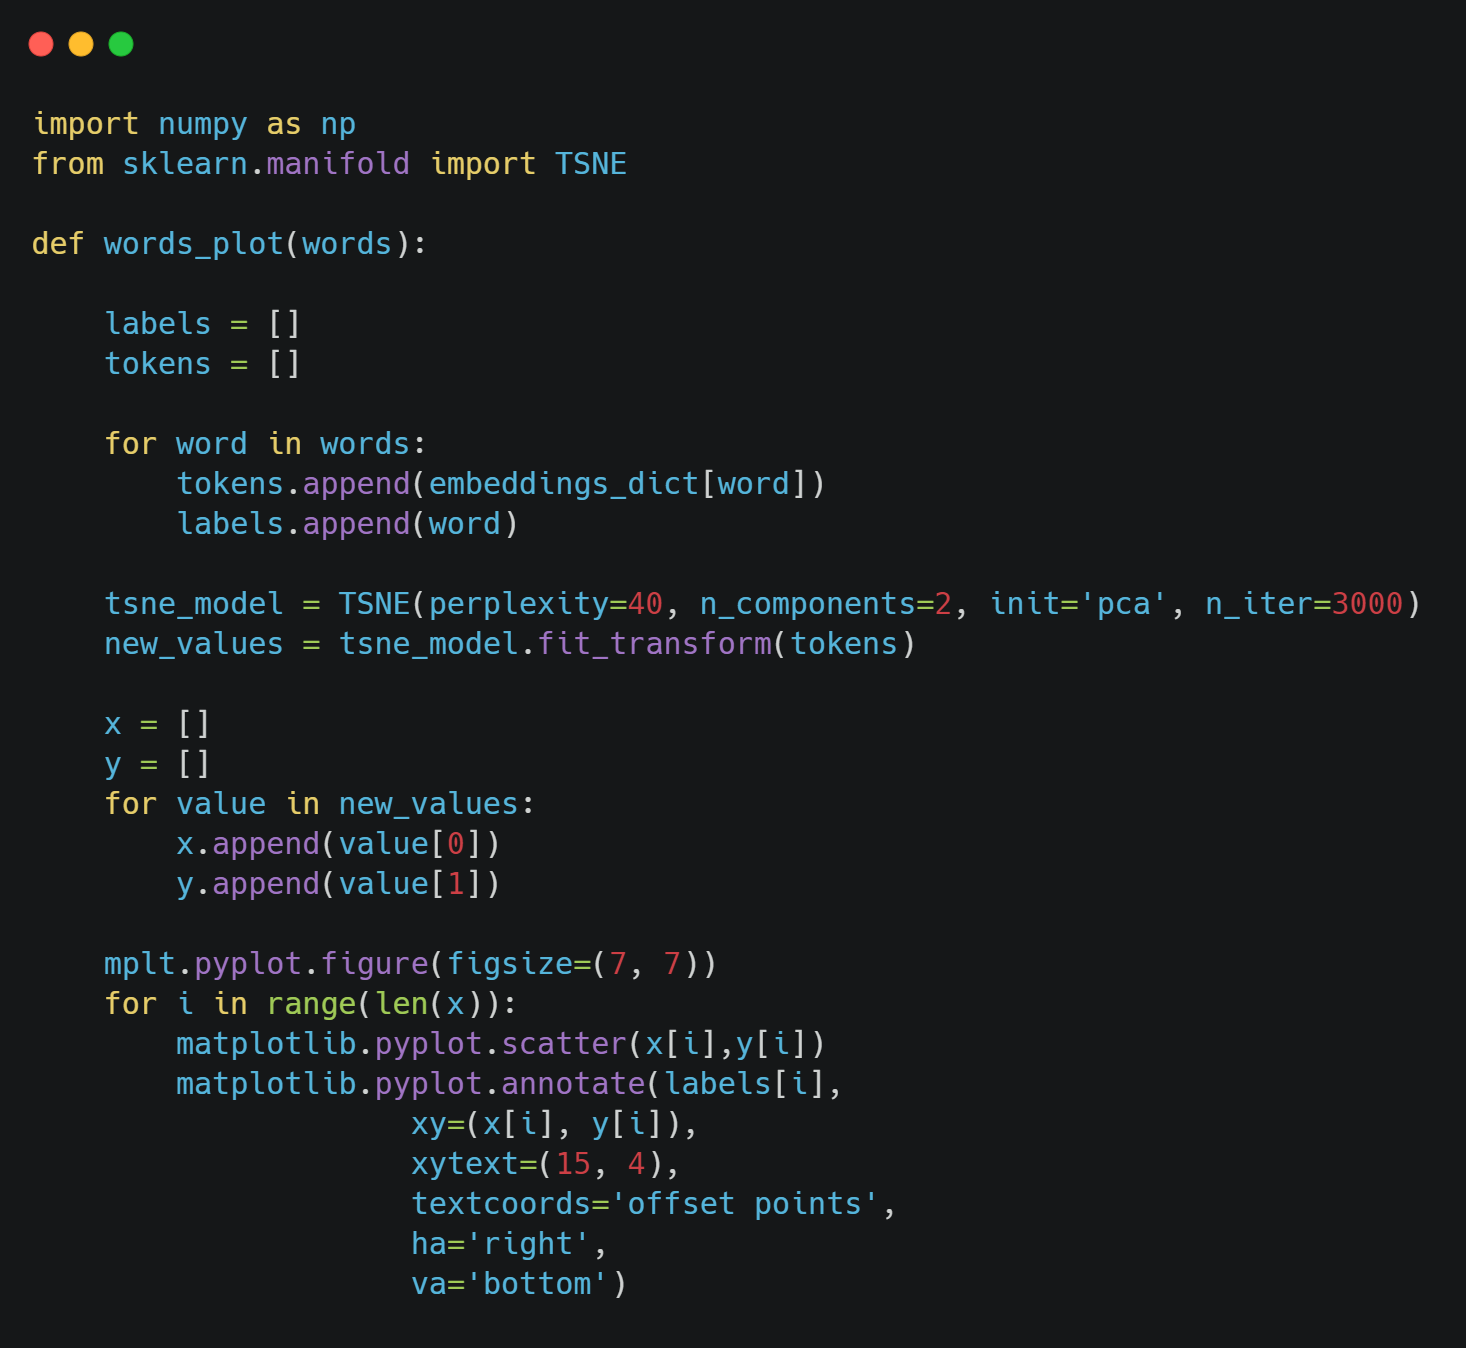 import numpy as np
from sklearn.manifold import TSNE
def words_plot(words):
    labels = []
    tokens = []
    for word in words:
        tokens.append(embeddings_dict[word])
        labels.append(word)
    tsne_model = TSNE(perplexity=40, n_components=2, init='pca', n_iter=3000)
    new_values = tsne_model.fit_transform(tokens)
    x = []
    y = []
    for value in new_values:
        x.append(value[0])
        y.append(value[1])
    mplt.pyplot.figure(figsize=(7, 7))
    for i in range(len(x)):
        matplotlib.pyplot.scatter(x[i],y[i])
        matplotlib.pyplot.annotate(labels[i],
                     xy=(x[i], y[i]),
                     xytext=(15, 4),
                     textcoords='offset points',
                     ha='right',
                     va='bottom')